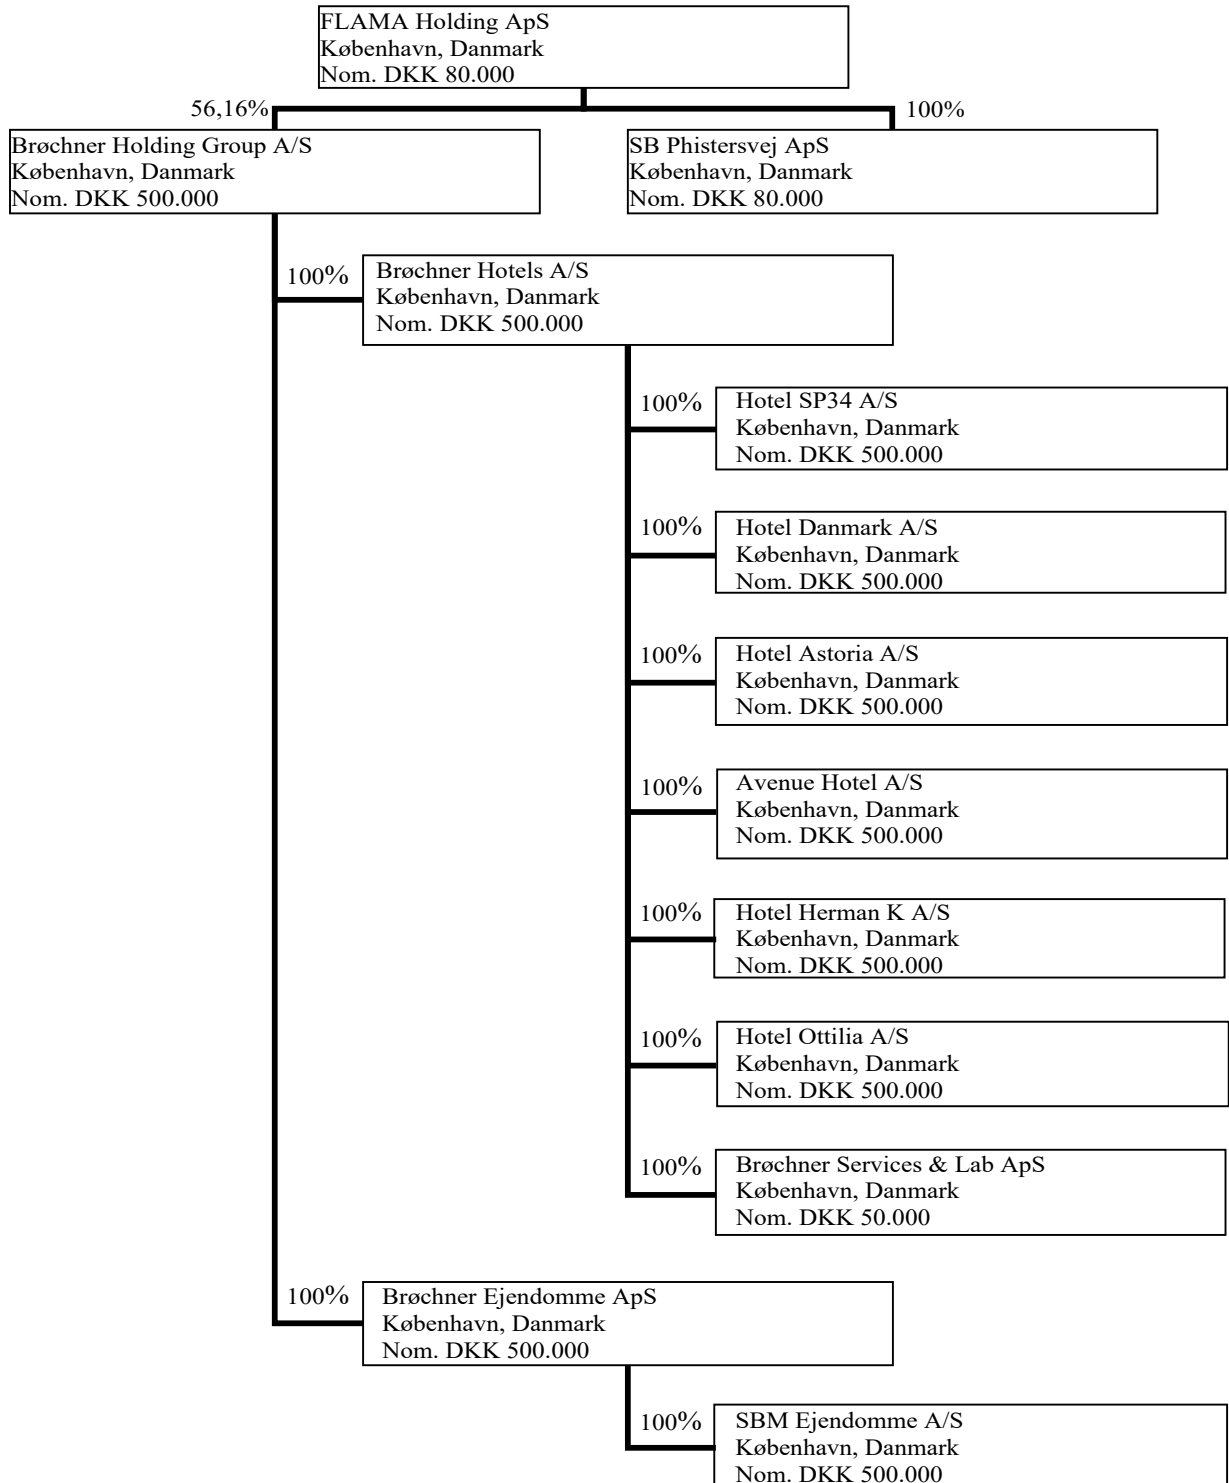 FLAMA Holding ApS
København, Danmark
Nom. DKK 80.000
56,16%
100%
Brøchner Holding Group A/S
København, Danmark
Nom. DKK 500.000
SB Phistersvej ApS
København, Danmark
Nom. DKK 80.000
100%
Brøchner Hotels A/S
København, Danmark
Nom. DKK 500.000
100%
Hotel SP34 A/S
København, Danmark
Nom. DKK 500.000
100%
Hotel Danmark A/S
København, Danmark
Nom. DKK 500.000
100%
Hotel Astoria A/S
København, Danmark
Nom. DKK 500.000
100%
Avenue Hotel A/S
København, Danmark
Nom. DKK 500.000
100%
Hotel Herman K A/S
København, Danmark
Nom. DKK 500.000
100%
Hotel Ottilia A/S
København, Danmark
Nom. DKK 500.000
100%
Brøchner Services & Lab ApS
København, Danmark
Nom. DKK 50.000
100%
Brøchner Ejendomme ApS
København, Danmark
Nom. DKK 500.000
100%
SBM Ejendomme A/S
København, Danmark
Nom. DKK 500.000